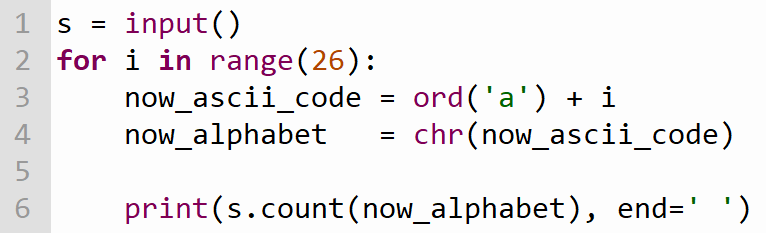 1 s = input()
2 for i in range(26):
3     now_ascii_code = ord('a') + i
4     now_alphabet   = chr(now_ascii_code)
5
6     print(s.count(now_alphabet), end=' ')